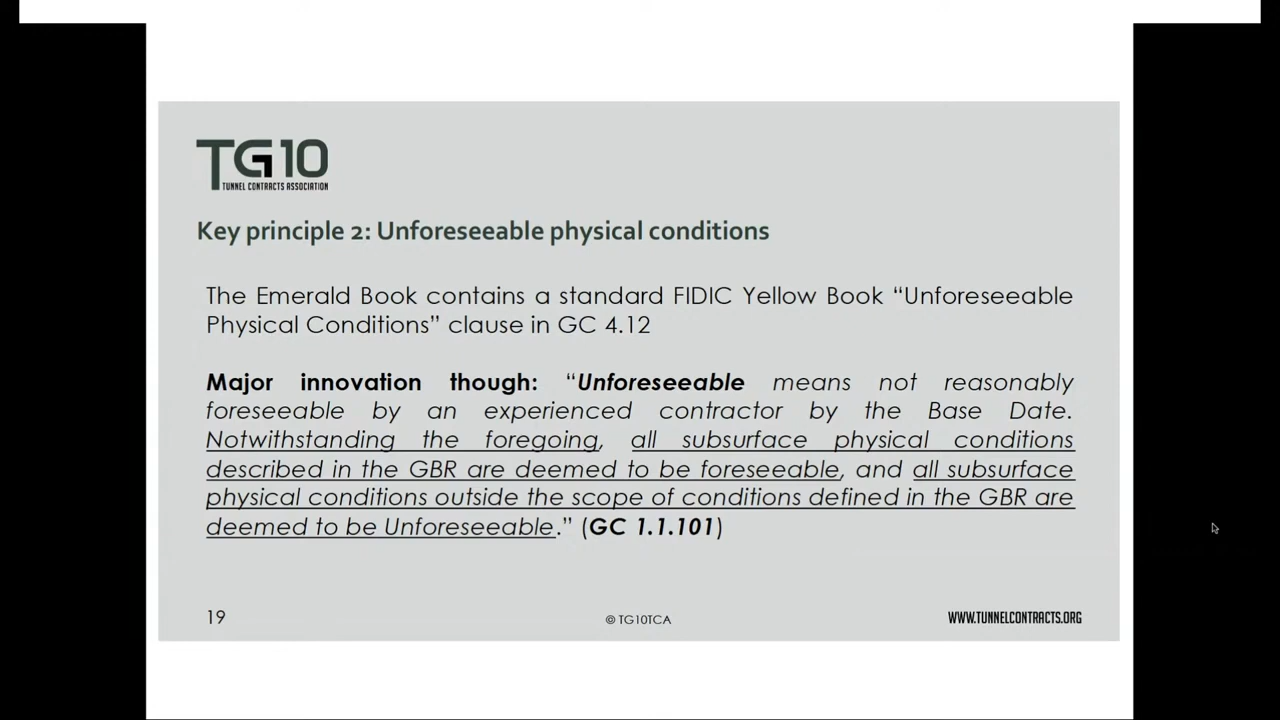 TG10
TUNNEL CONTRACTS ASSOCIATION
Key principle 2: Unforeseeable physical conditions
The Emerald Book contains a standard FIDIC Yellow Book “Unforeseeable
Physical Conditions” clause in GC 4.12
Major innovation though: “Unforeseeable means not reasonably
foreseeable by an experienced contractor by the Base Date.
Notwithstanding the foregoing, all subsurface physical conditions
described in the GBR are deemed to be foreseeable, and all subsurface
physical conditions outside the scope of conditions defined in the GBR are
deemed to be Unforeseeable.” (GC 1.1.101)
19
© TG10TCA
WWW.TUNNELCONTRACTS.ORG